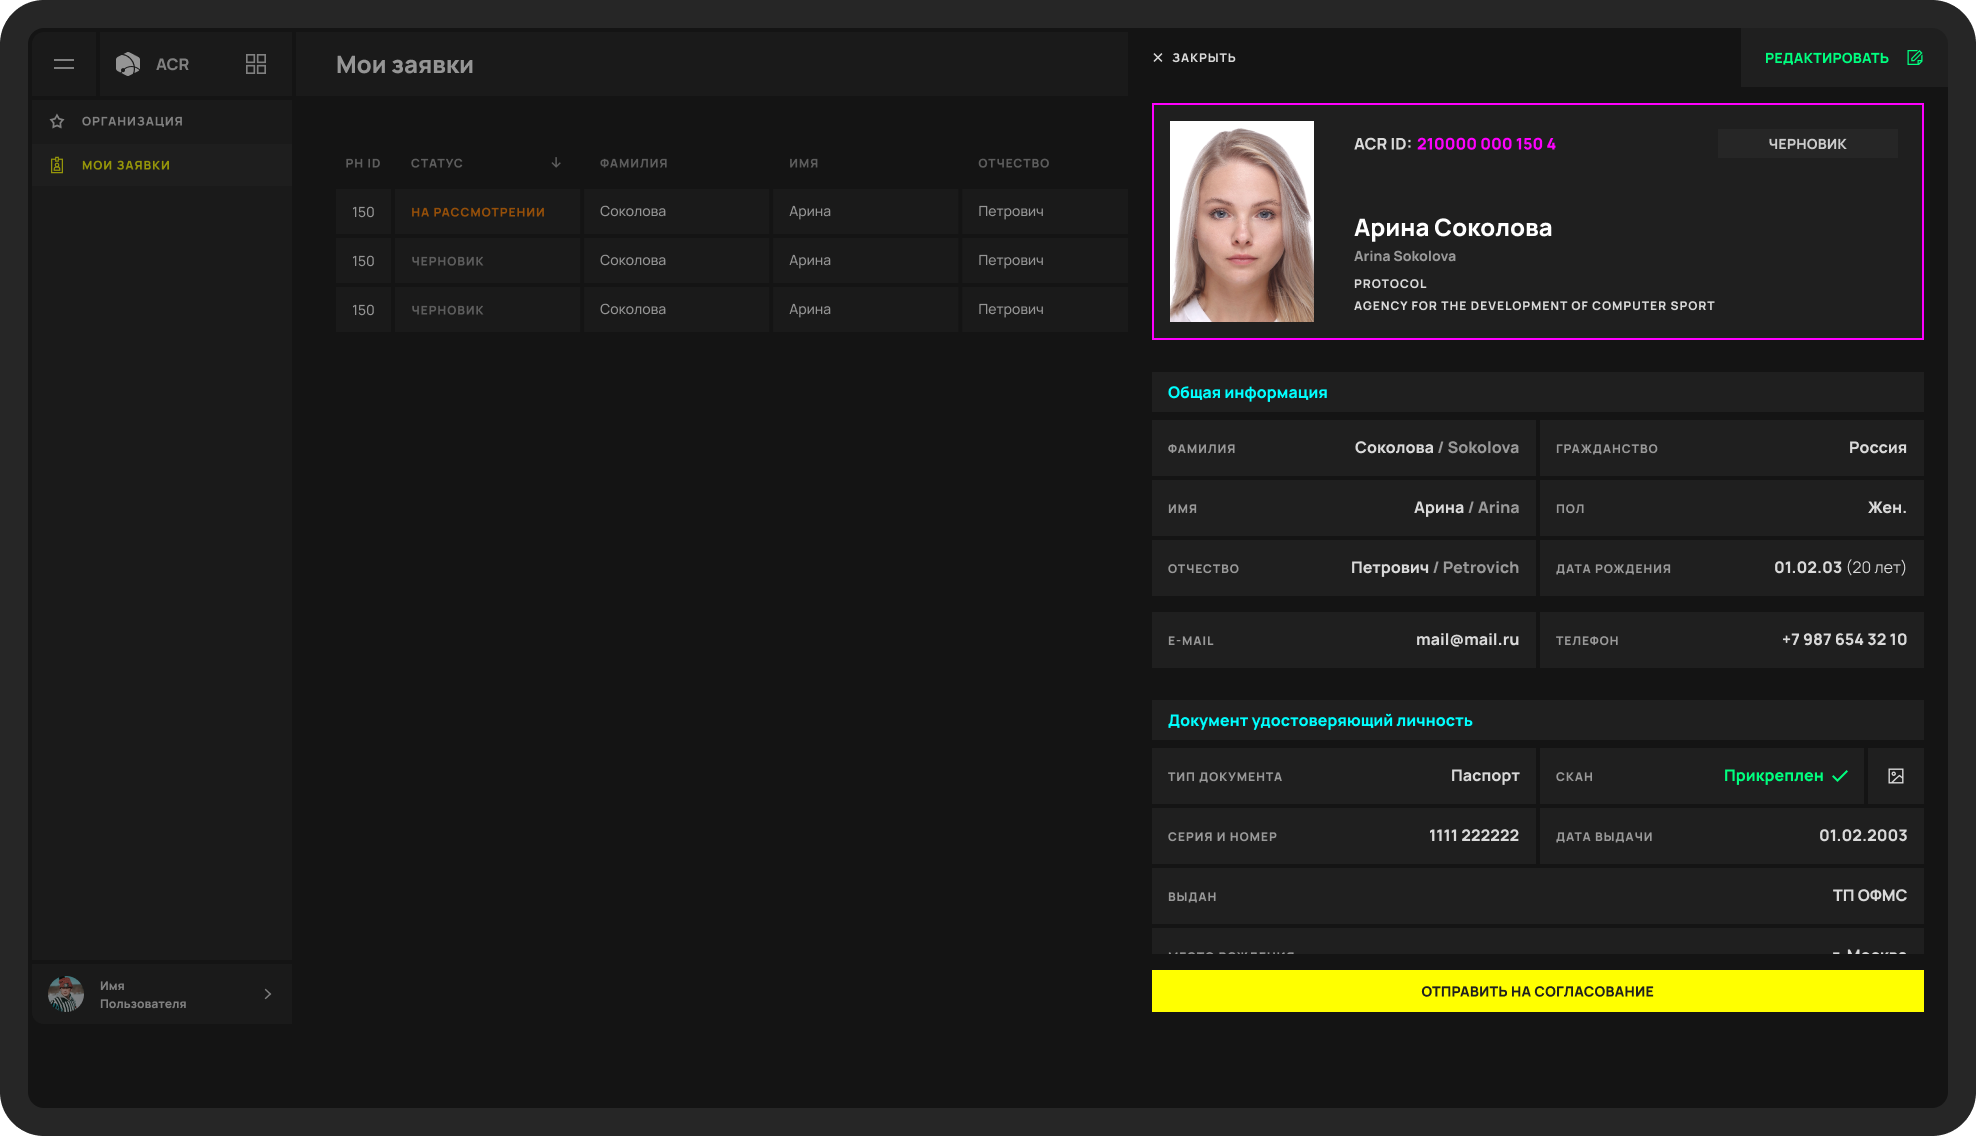 ACR
Мои заявки
ОРГАНИЗАЦИЯ
МОИ ЗАЯВКИ
PH ID СТАТУС ФАМИЛИЯ ИМЯ ОТЧЕСТВО
150 НА РАССМОТРЕНИИ Соколова Арина Петрович
150 ЧЕРНОВИК Соколова Арина Петрович
150 ЧЕРНОВИК Соколова Арина Петрович
Имя
Пользователя
ЗАКРЫТЬ
РЕДАКТИРОВАТЬ
ACR ID: 210000 000 150 4
ЧЕРНОВИК
Арина Соколова
Arina Sokolova
PROTOCOL
AGENCY FOR THE DEVELOPMENT OF COMPUTER SPORT
Общая информация
ФАМИЛИЯ Соколова / Sokolova ГРАЖДАНСТВО Россия
ИМЯ Арина / Arina ПОЛ Жен.
ОТЧЕСТВО Петрович / Petrovich ДАТА РОЖДЕНИЯ 01.02.03 (20 лет)
E-MAIL mail@mail.ru ТЕЛЕФОН +7 987 654 32 10
Документ удостоверяющий личность
ТИП ДОКУМЕНТА Паспорт СКАН Прикреплен
СЕРИЯ И НОМЕР 1111 222222 ДАТА ВЫДАЧИ 01.02.2003
ВЫДАН ТП ОФМС
МЕСТО РОЖДЕНИЯ г. Москва
ОТПРАВИТЬ НА СОГЛАСОВАНИЕ